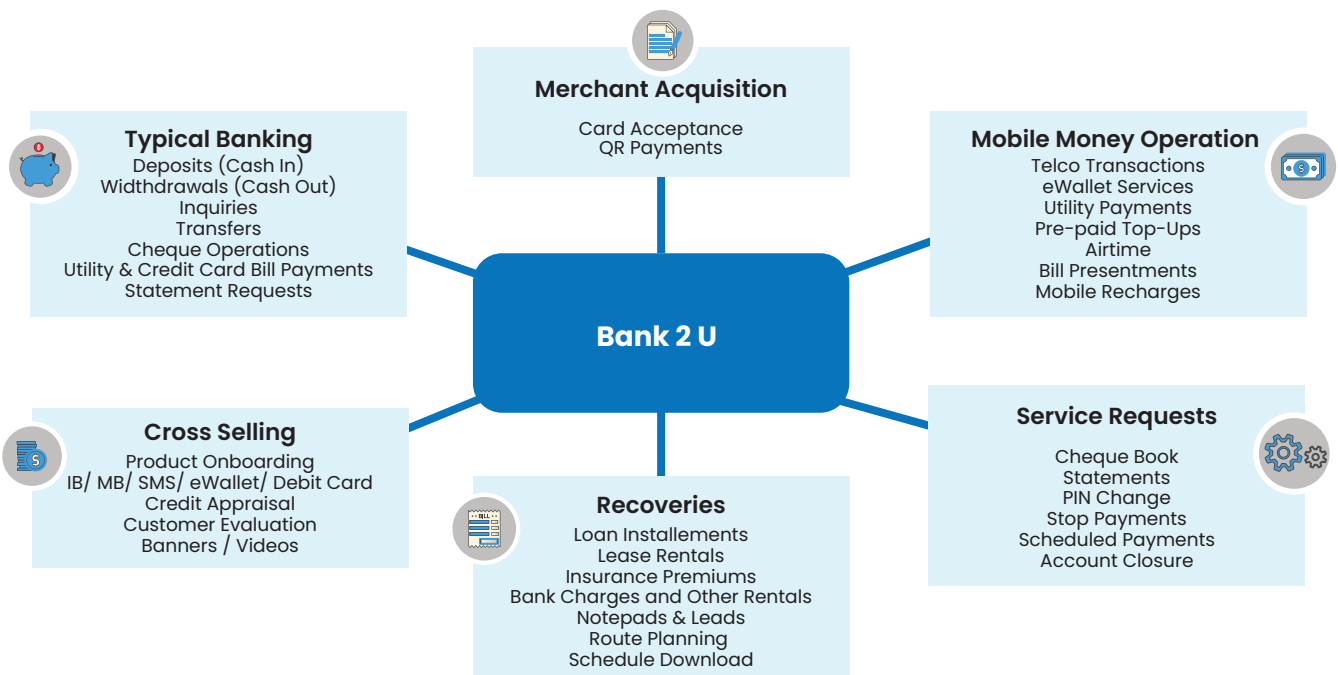 Merchant Acquisition
Card Acceptance
QR Payments
Typical Banking
Deposits (Cash In)
Widthdrawals (Cash Out)
Inquiries
Transfers
Cheque Operations
Utility & Credit Card Bill Payments
Statement Requests
Mobile Money Operation
Telco Transactions
eWallet Services
Utility Payments
Pre-paid Top-Ups
Airtime
Bill Presentments
Mobile Recharges
Bank 2 U
Cross Selling
Product Onboarding
IB/ MB/ SMS/ eWallet/ Debit Card
Credit Appraisal
Customer Evaluation
Banners / Videos
BILL
Recoveries
Loan Installements
Lease Rentals
Insurance Premiums
Bank Charges and Other Rentals
Notepads & Leads
Route Planning
Schedule Download
Service Requests
Cheque Book
Statements
PIN Change
Stop Payments
Scheduled Payments
Account Closure